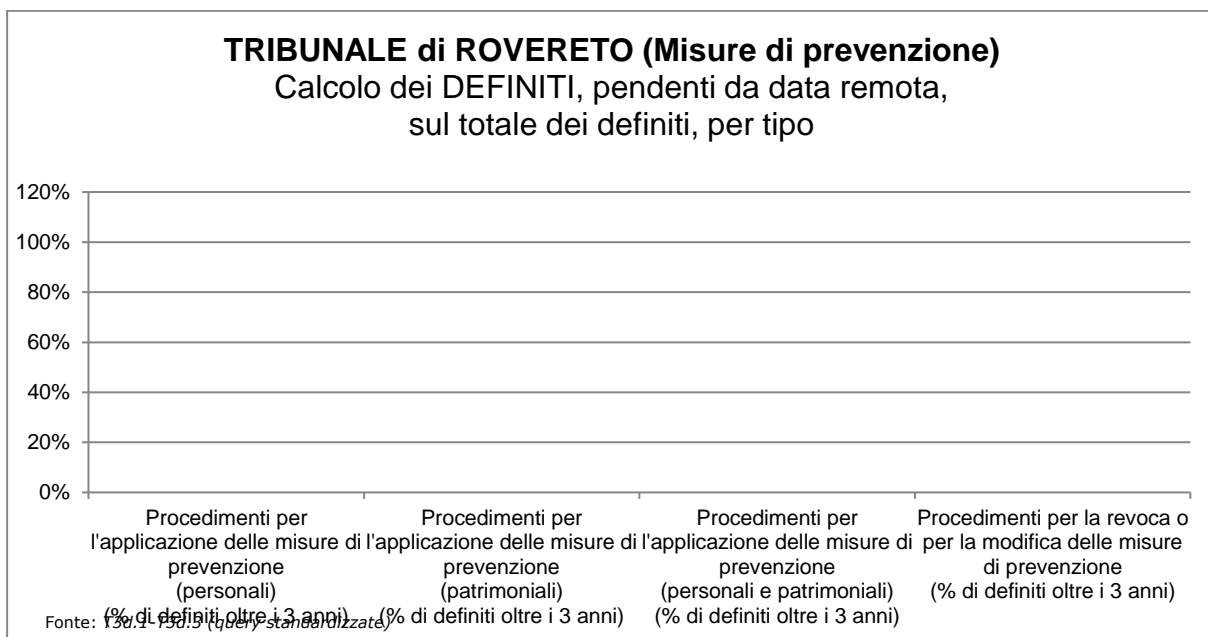 TRIBUNALE di ROVERETO (Misure di prevenzione)
Calcolo dei DEFINITI, pendenti da data remota,
sul totale dei definiti, per tipo
120%
100%
80%
60%
40%
20%
0%
Procedimenti per
l'applicazione delle misure di
prevenzione
(personali)
(% di definiti oltre i 3 anni)
Procedimenti per
l'applicazione delle misure di
prevenzione
(patrimoniali)
(% di definiti oltre i 3 anni)
Procedimenti per
l'applicazione delle misure di
prevenzione
(personali e patrimoniali)
(% di definiti oltre i 3 anni)
Procedimenti per la revoca o
per la modifica delle misure
di prevenzione
(% di definiti oltre i 3 anni)
Fonte: T3d.1-T3d.3 (query standardizzate)